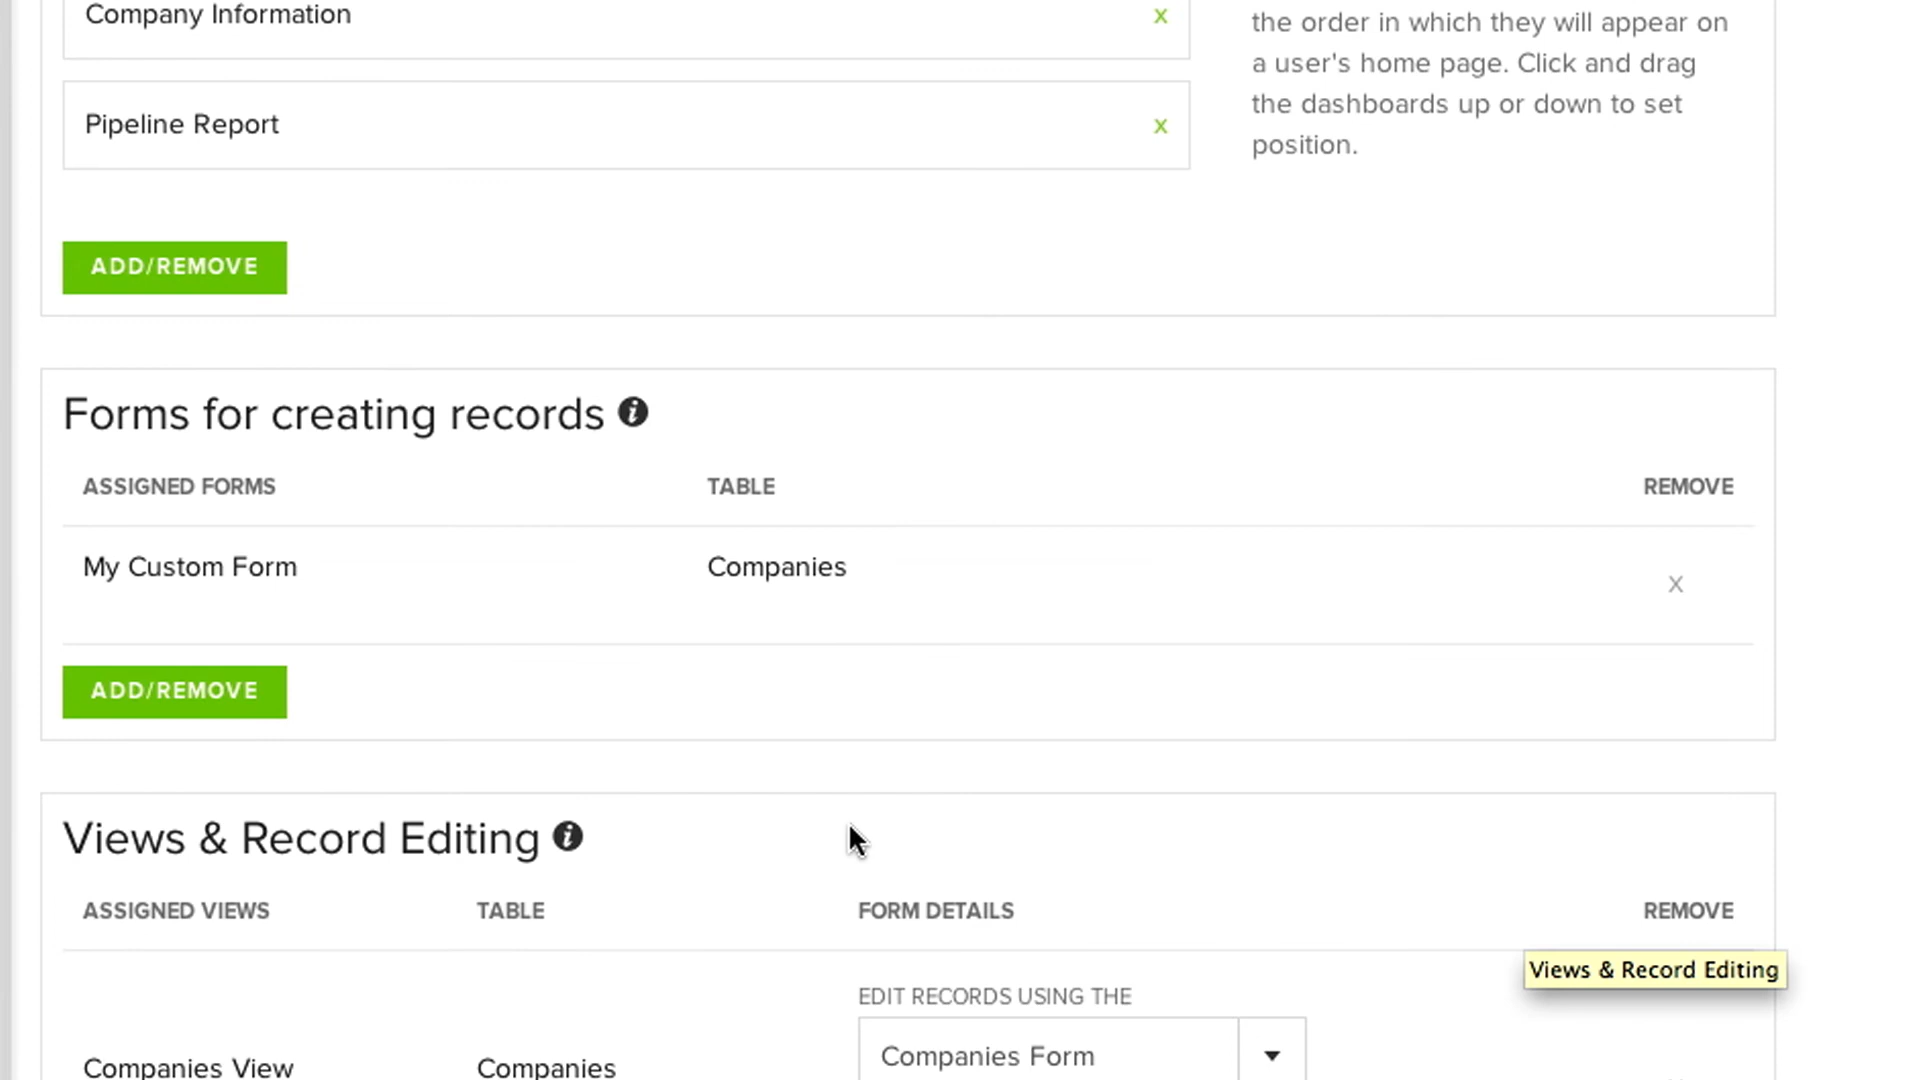 Company Information
x
the order in which they will appear on
a user's home page. Click and drag
the dashboards up or down to set
position.
Pipeline Report
x
ADD/REMOVE
Forms for creating records
ASSIGNED FORMS TABLE REMOVE
My Custom Form Companies x
ADD/REMOVE
Views & Record Editing
ASSIGNED VIEWS TABLE FORM DETAILS REMOVE
Views & Record Editing
EDIT RECORDS USING THE
Companies View Companies Companies Form